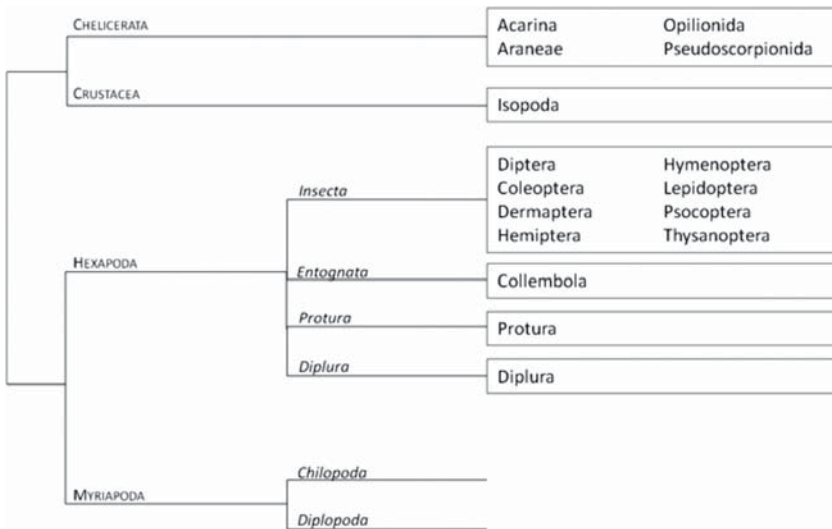 CHELICERATA
Acarina Opilionida
Araneae Pseudoscorpionida
CRUSTACEA
Isopoda
Diptera Hymenoptera
Insecta
Coleoptera Lepidoptera
Dermaptera Psocoptera
Hemiptera Thysanoptera
HEXAPODA
Entognata
Collembola
Protura
Protura
Diplura
Diplura
Chilopoda
MYRIAPODA
Diplopoda